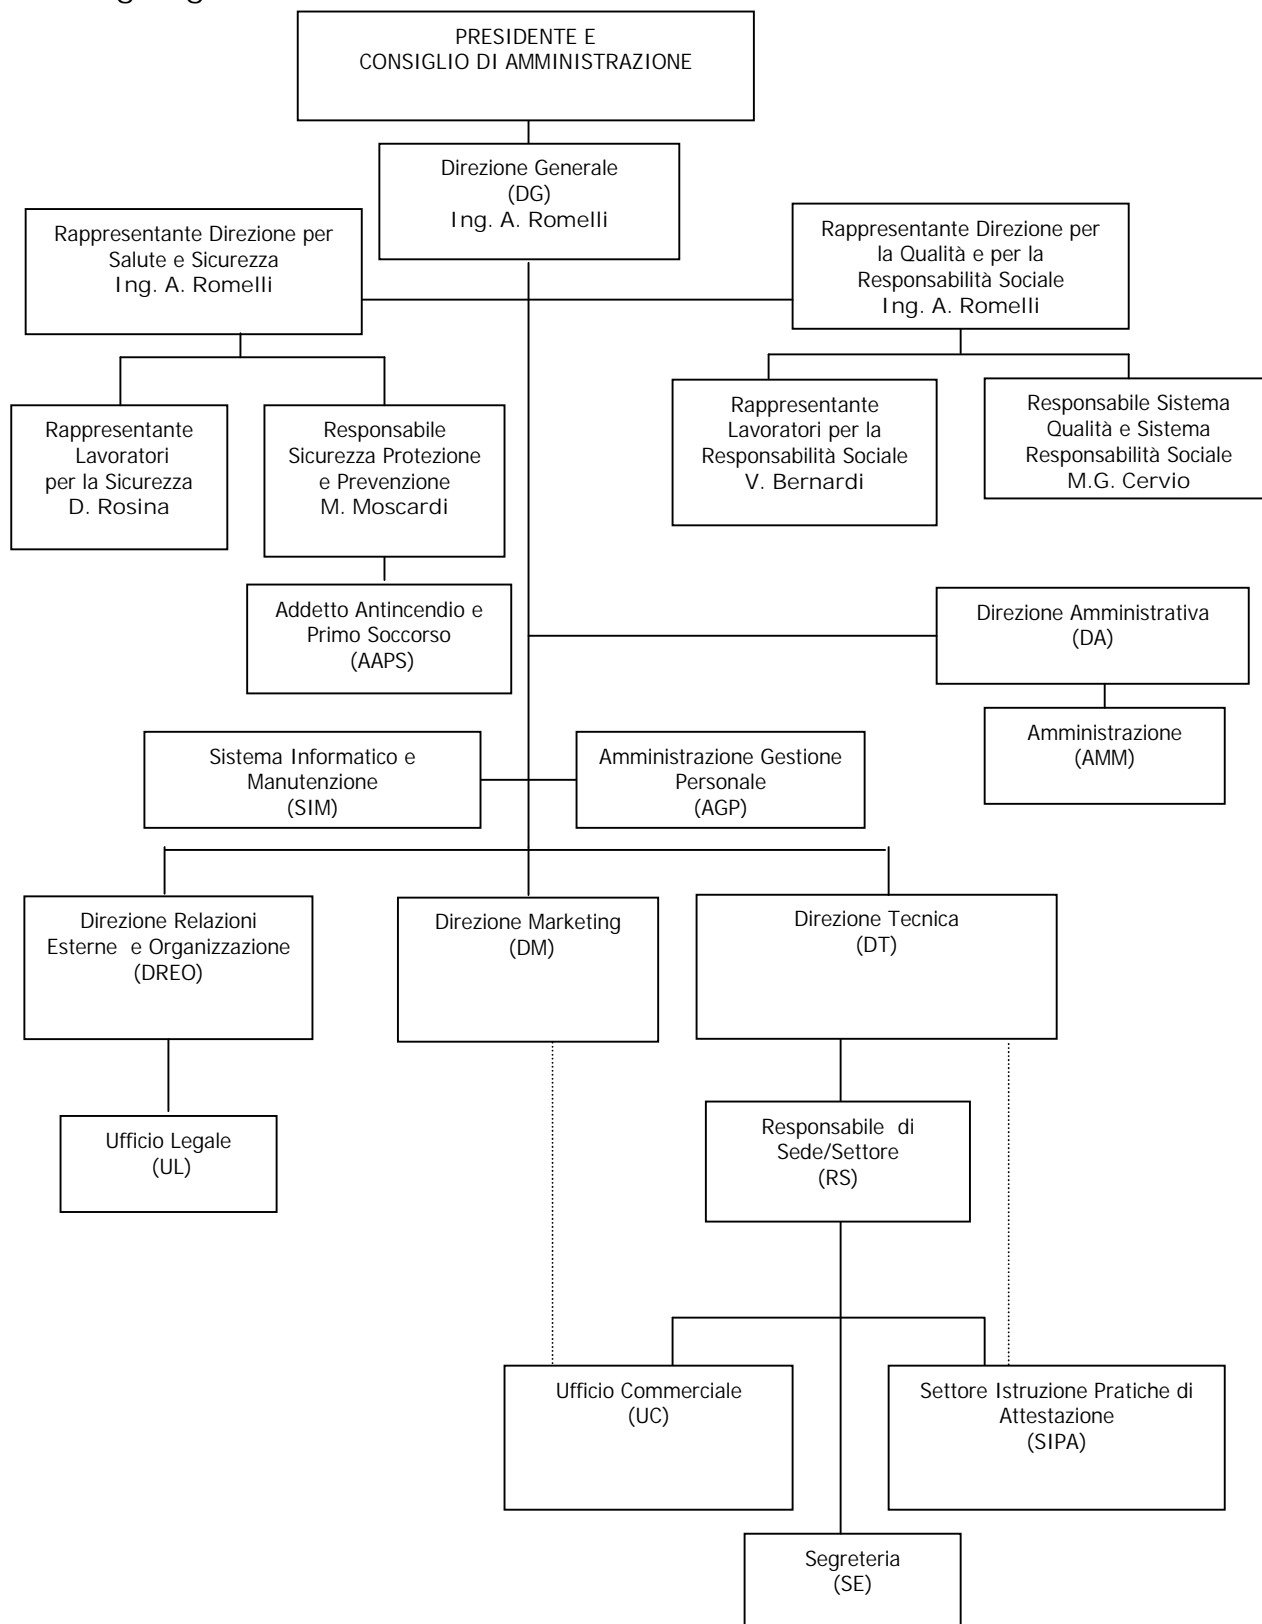 PRESIDENTE E
CONSIGLIO DI AMMINISTRAZIONE
Direzione Generale
(DG)
Ing. A. Romelli
Rappresentante Direzione per
Salute e Sicurezza
Ing. A. Romelli
Rappresentante Direzione per
la Qualità e per la
Responsabilità Sociale
Ing. A. Romelli
Rappresentante
Lavoratori
per la Sicurezza
D. Rosina
Responsabile
Sicurezza Protezione
e Prevenzione
M. Moscardi
Rappresentante
Lavoratori per la
Responsabilità Sociale
V. Bernardi
Responsabile Sistema
Qualità e Sistema
Responsabilità Sociale
M.G. Cervio
Addetto Antincendio e
Primo Soccorso
(AAPS)
Direzione Amministrativa
(DA)
Amministrazione
(AMM)
Sistema Informatico e
Manutenzione
(SIM)
Amministrazione Gestione
Personale
(AGP)
Direzione Relazioni
Esterne e Organizzazione
(DREO)
Direzione Marketing
(DM)
Direzione Tecnica
(DT)
Ufficio Legale
(UL)
Responsabile di
Sede/Settore
(RS)
Ufficio Commerciale
(UC)
Settore Istruzione Pratiche di
Attestazione
(SIPA)
Segreteria
(SE)